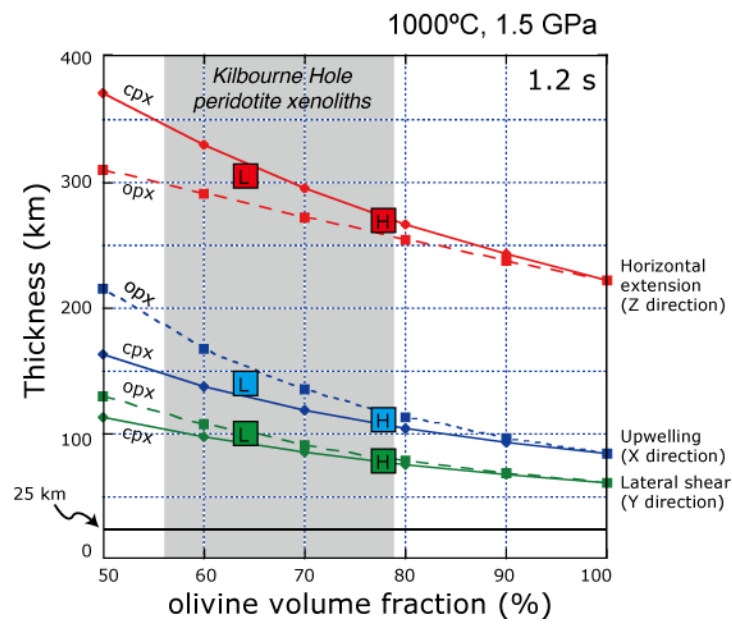 1000ºC, 1.5 GPa
400
Kilbourne Hole
peridotite xenoliths
1.2 s
cpx
opx
L
H
300
Horizontal
extension
(Z direction)
Thickness (km)
200
opx
cpx
L
H
opx
cpx
L
H
100
Upwelling
(X direction)
Lateral shear
(Y direction)
25 km
0
50 60 70 80 90 100
olivine volume fraction (%)